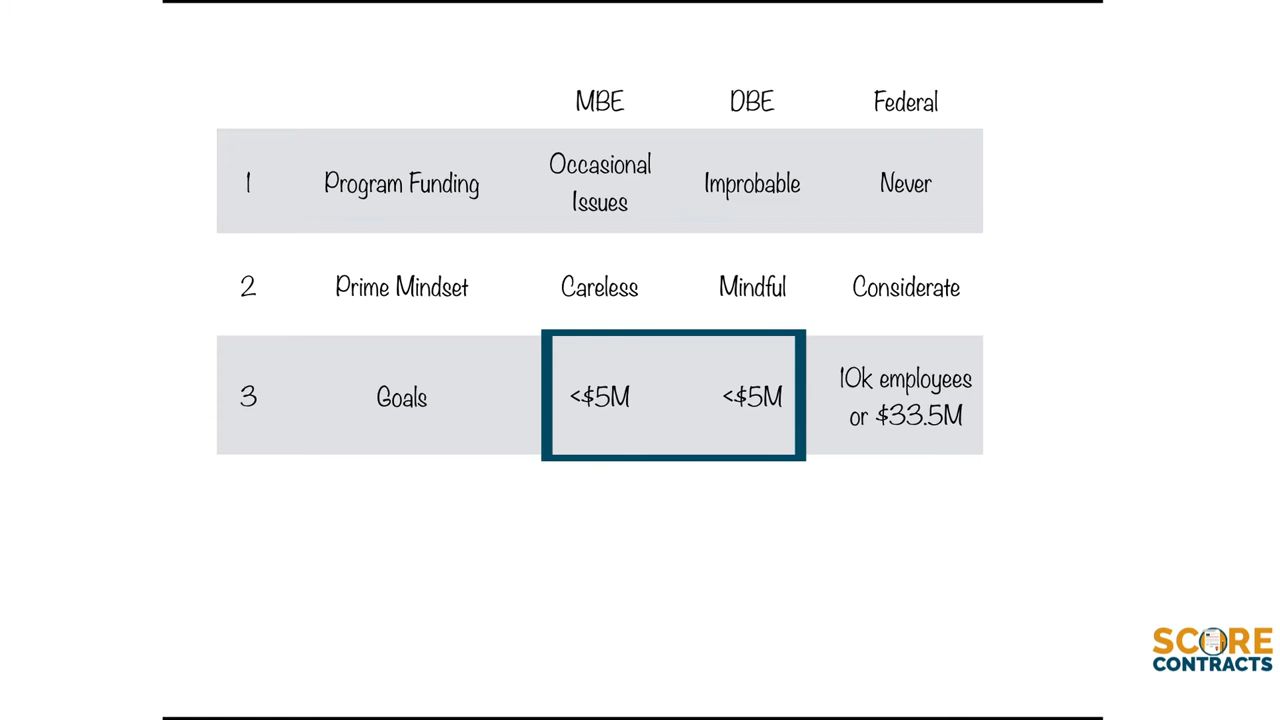 MBE DBE Federal
1 Program Funding Occasional Issues Improbable Never
2 Prime Mindset Careless Mindful Considerate
3 Goals <$5M <$5M 10k employees or $33.5M
SCORE
CONTRACTS